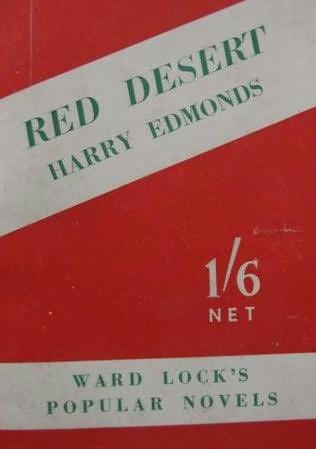 RED DESERT
HARRY EDMONDS
1/6
NET
WARD LOCK'S
POPULAR NOVELS